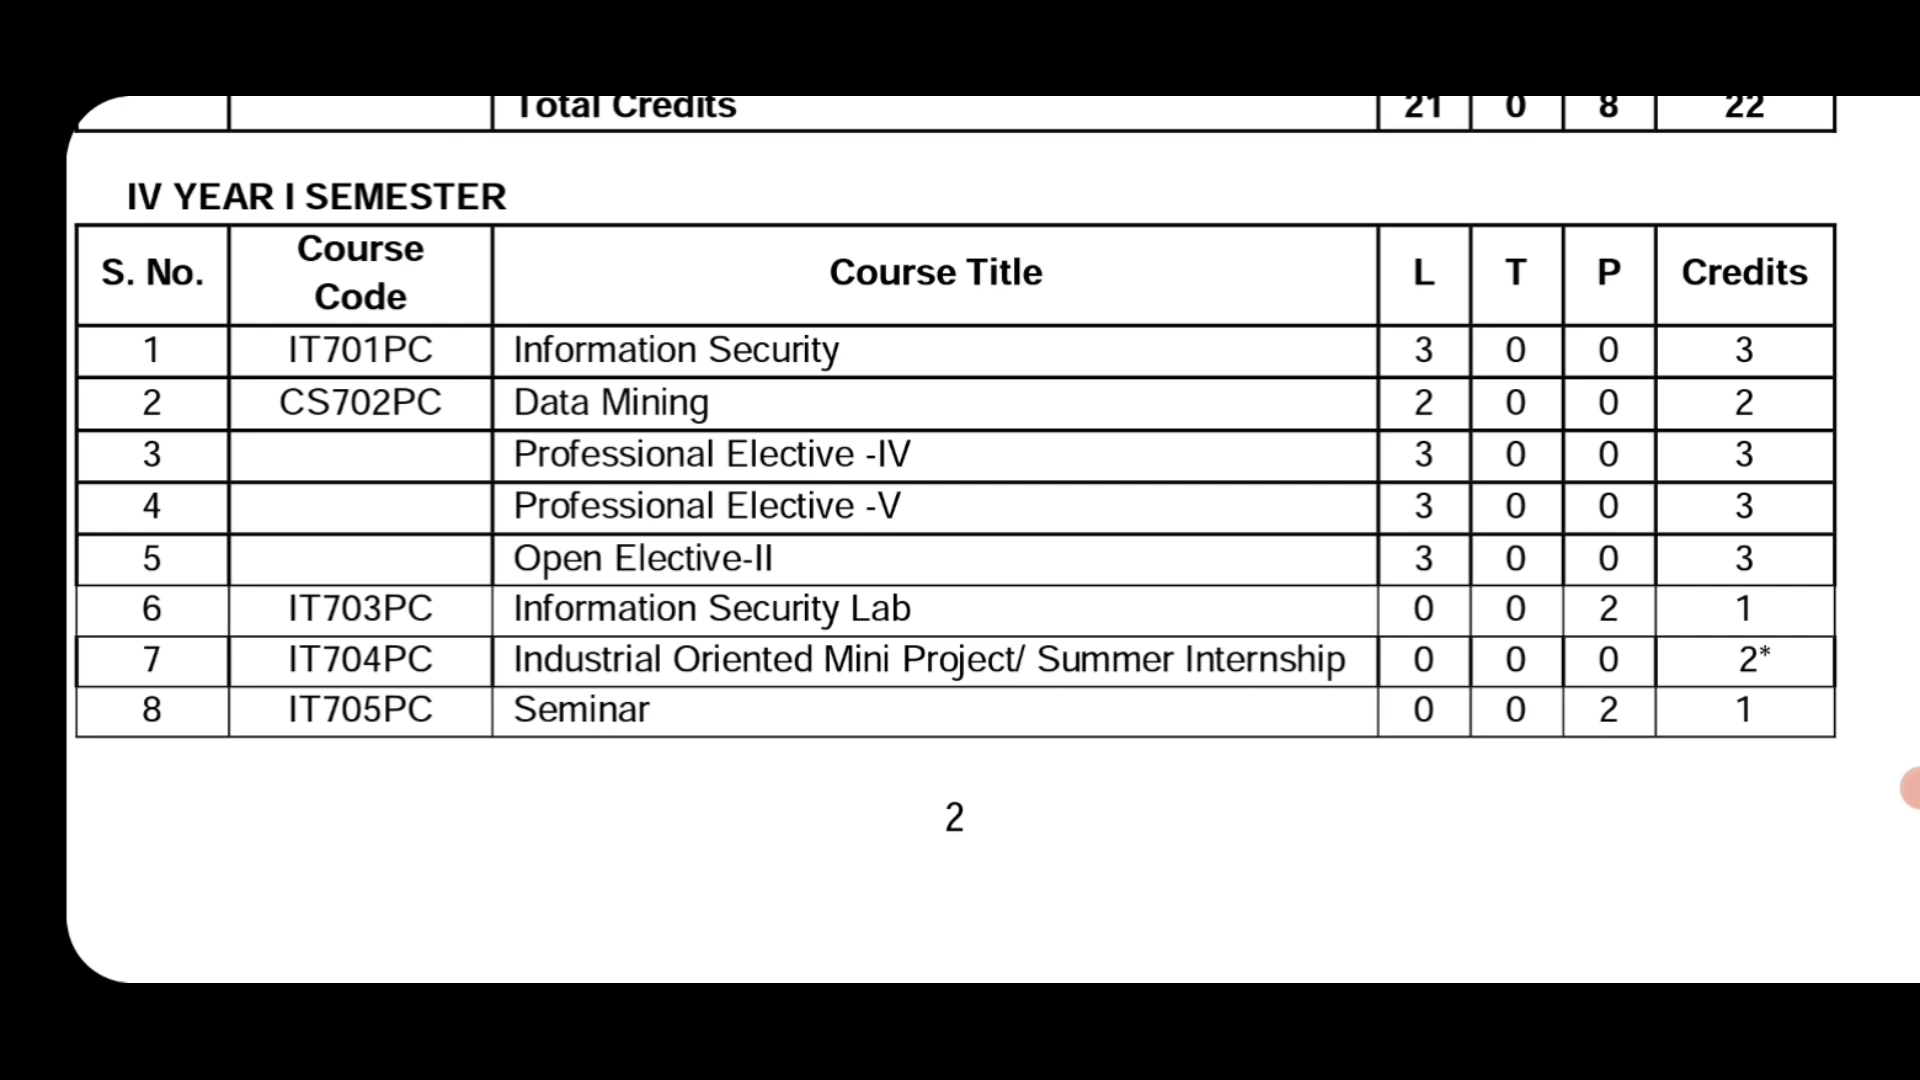 Total Credits 21 0 8 22
IV YEAR I SEMESTER
S. No. Course Code Course Title L T P Credits
1 IT701PC Information Security 3 0 0 3
2 CS702PC Data Mining 2 0 0 2
3 Professional Elective -IV 3 0 0 3
4 Professional Elective -V 3 0 0 3
5 Open Elective-II 3 0 0 3
6 IT703PC Information Security Lab 0 0 2 1
7 IT704PC Industrial Oriented Mini Project/ Summer Internship 0 0 0 2*
8 IT705PC Seminar 0 0 2 1
2